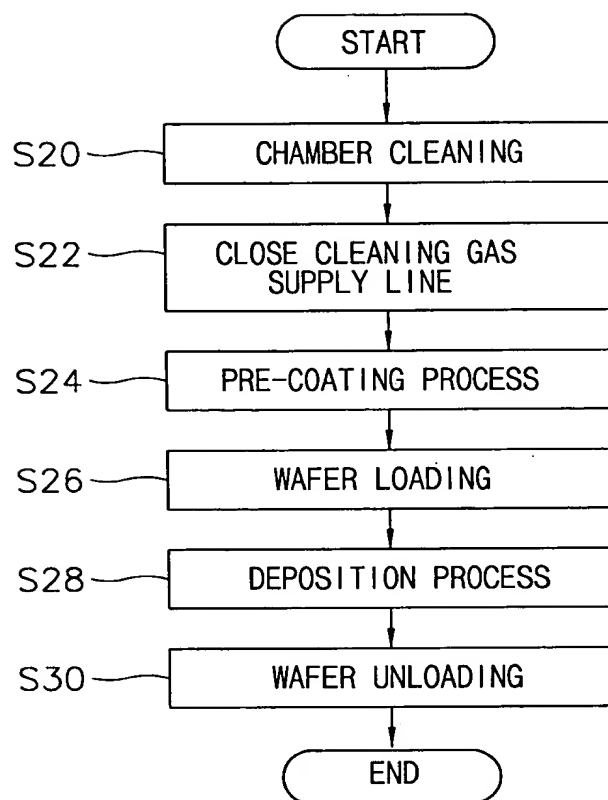 START
S20 CHAMBER CLEANING
S22 CLOSE CLEANING GAS
SUPPLY LINE
S24 PRE-COATING PROCESS
S26 WAFER LOADING
S28 DEPOSITION PROCESS
S30 WAFER UNLOADING
END